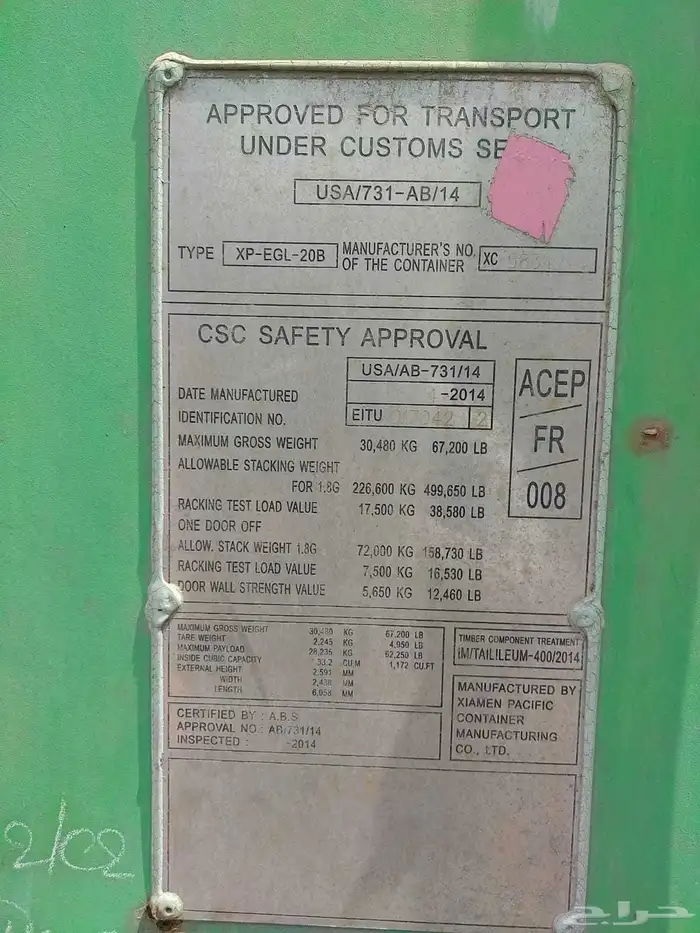 APPROVED FOR TRANSPORT
UNDER CUSTOMS SE
USA/731-AB/14
TYPE XP-EGL-20B MANUFACTURER'S NO. OF THE CONTAINER XC
CSC SAFETY APPROVAL
USA/AB-731/14
DATE MANUFACTURED -2014
IDENTIFICATION NO. EITU 2
MAXIMUM GROSS WEIGHT 30,480 KG 67,200 LB
ALLOWABLE STACKING WEIGHT
FOR 1.8G 226,600 KG 499,650 LB
RACKING TEST LOAD VALUE 17,500 KG 38,580 LB
ONE DOOR OFF
ALLOW. STACK WEIGHT 1.8G 72,000 KG 158,730 LB
RACKING TEST LOAD VALUE 7,500 KG 16,530 LB
DOOR WALL STRENGTH VALUE 5,650 KG 12,460 LB
ACEP
FR
008
MAXIMUM GROSS WEIGHT 30,480 KG 67,200 LB
TARE WEIGHT 2,245 KG 4,950 LB
MAXIMUM PAYLOAD 28,235 KG 62,250 LB
INSIDE CUBIC CAPACITY 33.2 CU.M 1,172 CU.FT
EXTERNAL HEIGHT 2,591 MM
WIDTH 2,438 MM
LENGTH 6,058 MM
TIMBER COMPONENT TREATMENT
IM/TAILILEUM-400/2014
MANUFACTURED BY
XIAMEN PACIFIC
CONTAINER
MANUFACTURING
CO., LTD.
CERTIFIED BY : A.B.S
APPROVAL NO.: AB/731/14
INSPECTED : -2014
2/02
حراج